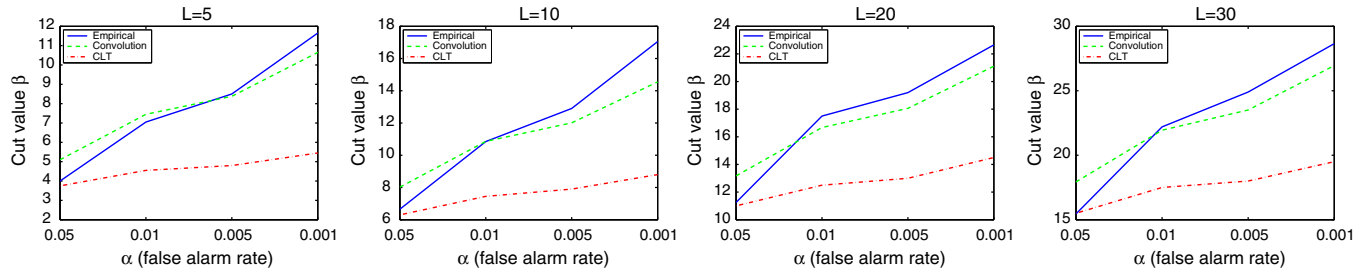 L=5
Cut value β
12
11
10
9
8
7
6
5
4
3
2
Empirical
Convolution
CLT
0.05
0.01
0.005
0.001
α (false alarm rate)
L=10
Cut value β
18
16
14
12
10
8
6
Empirical
Convolution
CLT
0.05
0.01
0.005
0.001
α (false alarm rate)
L=20
Cut value β
24
22
20
18
16
14
12
10
Empirical
Convolution
CLT
0.05
0.01
0.005
0.001
α (false alarm rate)
L=30
Cut value β
30
25
20
15
Empirical
Convolution
CLT
0.05
0.01
0.005
0.001
α (false alarm rate)